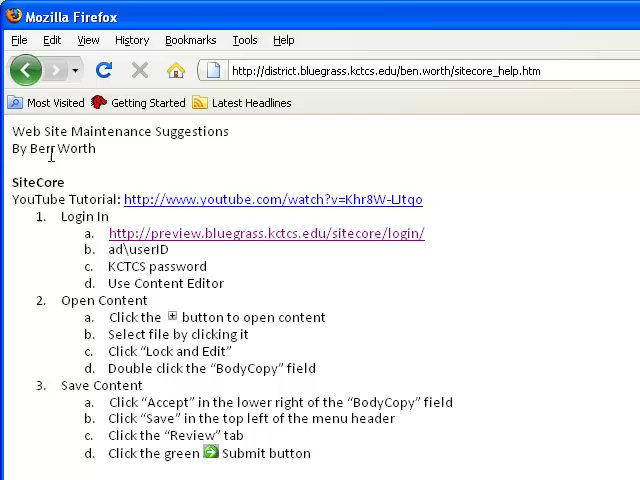 Mozilla Firefox
File Edit View History Bookmarks Tools Help
http://district.bluegrass.kctcs.edu/ben.worth/sitecore_help.htm
Most Visited Getting Started Latest Headlines
Web Site Maintenance Suggestions
By Ben Worth
SiteCore
YouTube Tutorial: http://www.youtube.com/watch?v=Khr8W-LJtqo
1. Login In
a. http://preview.bluegrass.kctcs.edu/sitecore/login/
b. ad\userID
c. KCTCS password
d. Use Content Editor
2. Open Content
a. Click the button to open content
b. Select file by clicking it
c. Click “Lock and Edit”
d. Double click the “BodyCopy” field
3. Save Content
a. Click “Accept” in the lower right of the “BodyCopy” field
b. Click “Save” in the top left of the menu header
c. Click the “Review” tab
d. Click the green Submit button